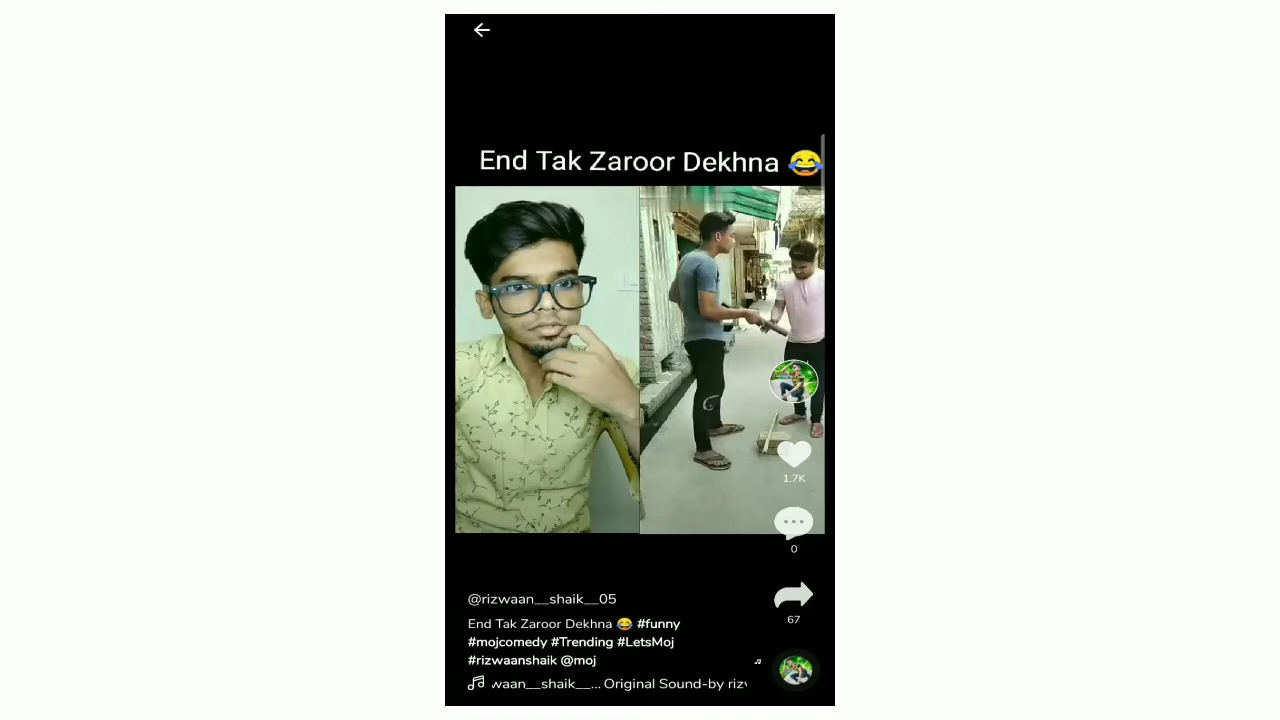 End Tak Zaroor Dekhna 😂
1.7K
0
67
@rizwaan__shaik__05
End Tak Zaroor Dekhna 😂 #funny
#mojcomedy #Trending #LetsMoj
#rizwaanshaik @moj
waan__shaik__... Original Sound-by rizv